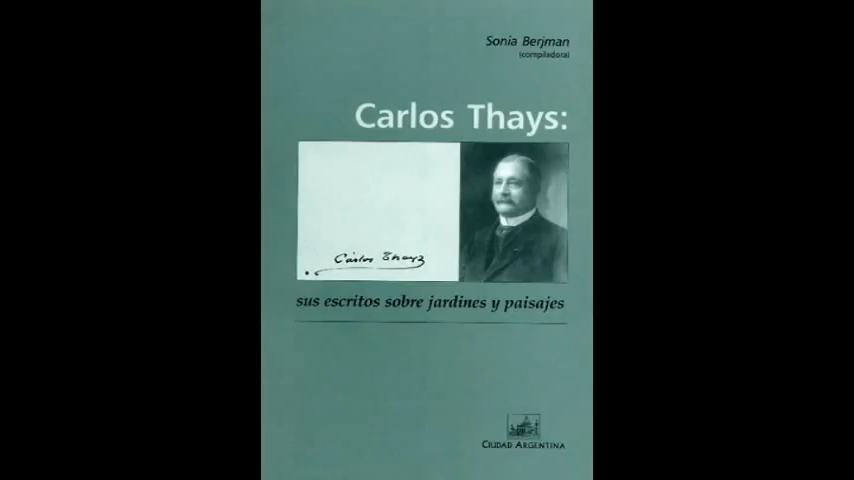 Sonia Berjman
(compiladora)
Carlos Thays:
Carlos Thays
sus escritos sobre jardines y paisajes
CIUDAD ARGENTINA